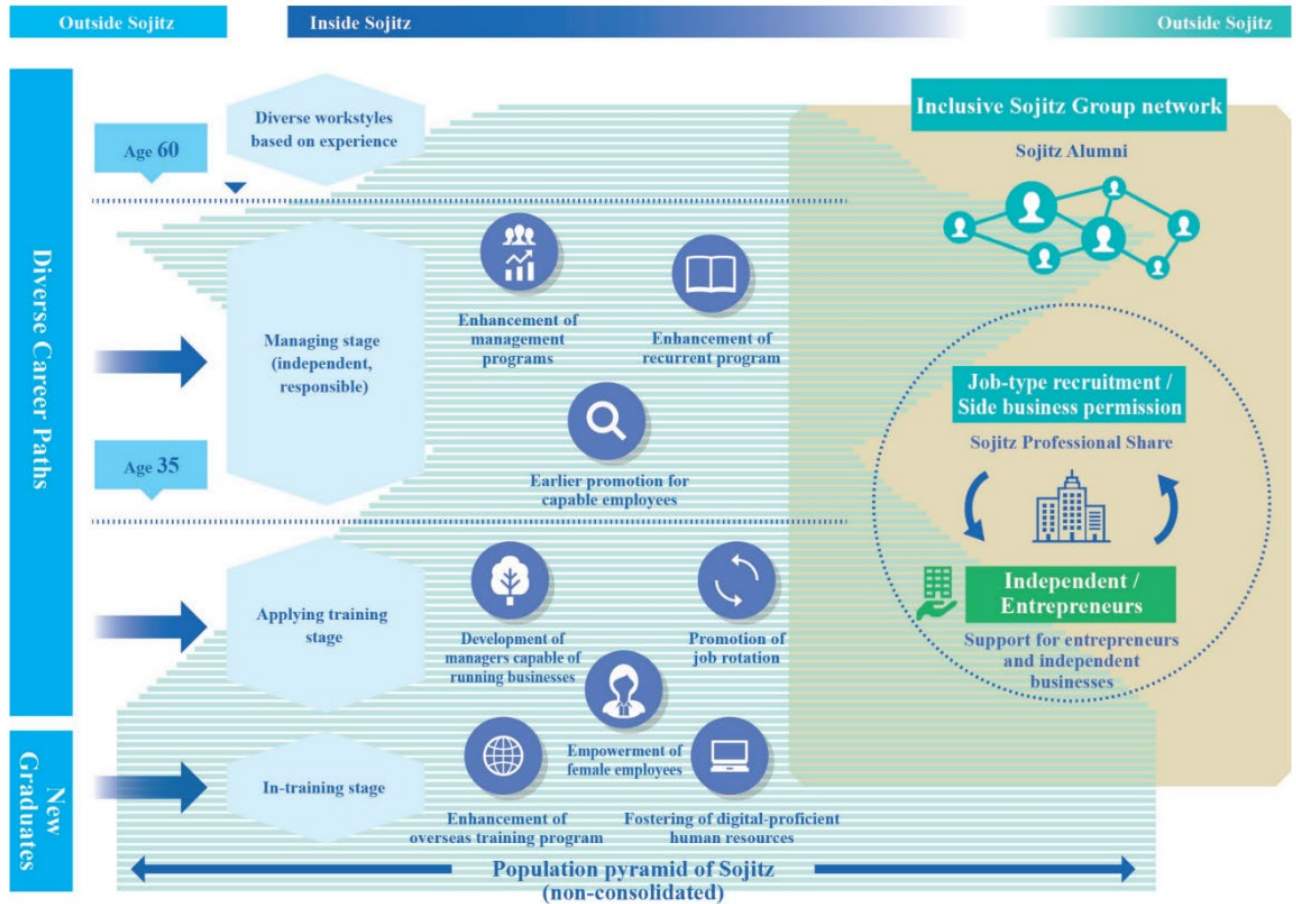 Outside Sojitz
Inside Sojitz
Outside Sojitz
Diverse Career Paths
New
Graduates
Age 60
Age 35
Diverse workstyles
based on experience
Managing stage
(independent,
responsible)
Applying training
stage
In-training stage
Enhancement of
management
programs
Enhancement of
recurrent program
Earlier promotion for
capable employees
Development of
managers capable of
running businesses
Promotion of
job rotation
Empowerment of
female employees
Enhancement of
overseas training program
Fostering of digital-proficient
human resources
Population pyramid of Sojitz
(non-consolidated)
Inclusive Sojitz Group network
Sojitz Alumni
Job-type recruitment /
Side business permission
Sojitz Professional Share
Independent /
Entrepreneurs
Support for entrepreneurs
and independent
businesses